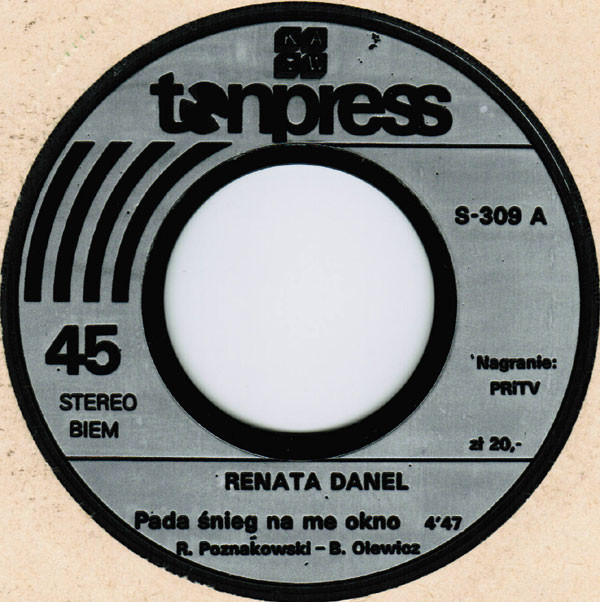 KAW
tonpress
S-309 A
45
STEREO
BIEM
Nagranie:
PRiTV
zł 20,-
RENATA DANEL
Pada śnieg na me okno 4'47
R. Poznakowski – B. Olewicz